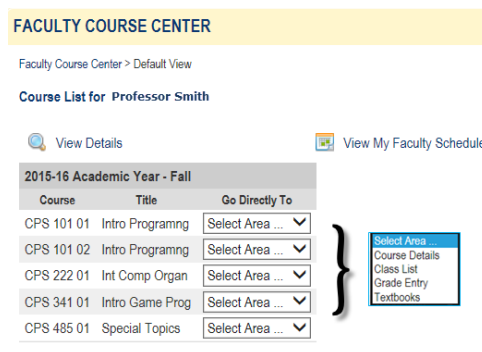 FACULTY COURSE CENTER
Faculty Course Center > Default View
Course List for Professor Smith
View Details View My Faculty Schedule
2015-16 Academic Year - Fall
Course Title Go Directly To
CPS 101 01 Intro Programng Select Area ...
CPS 101 02 Intro Programng Select Area ...
CPS 222 01 Int Comp Organ Select Area ...
CPS 341 01 Intro Game Prog Select Area ...
CPS 485 01 Special Topics Select Area ...
Select Area ...
Course Details
Class List
Grade Entry
Textbooks